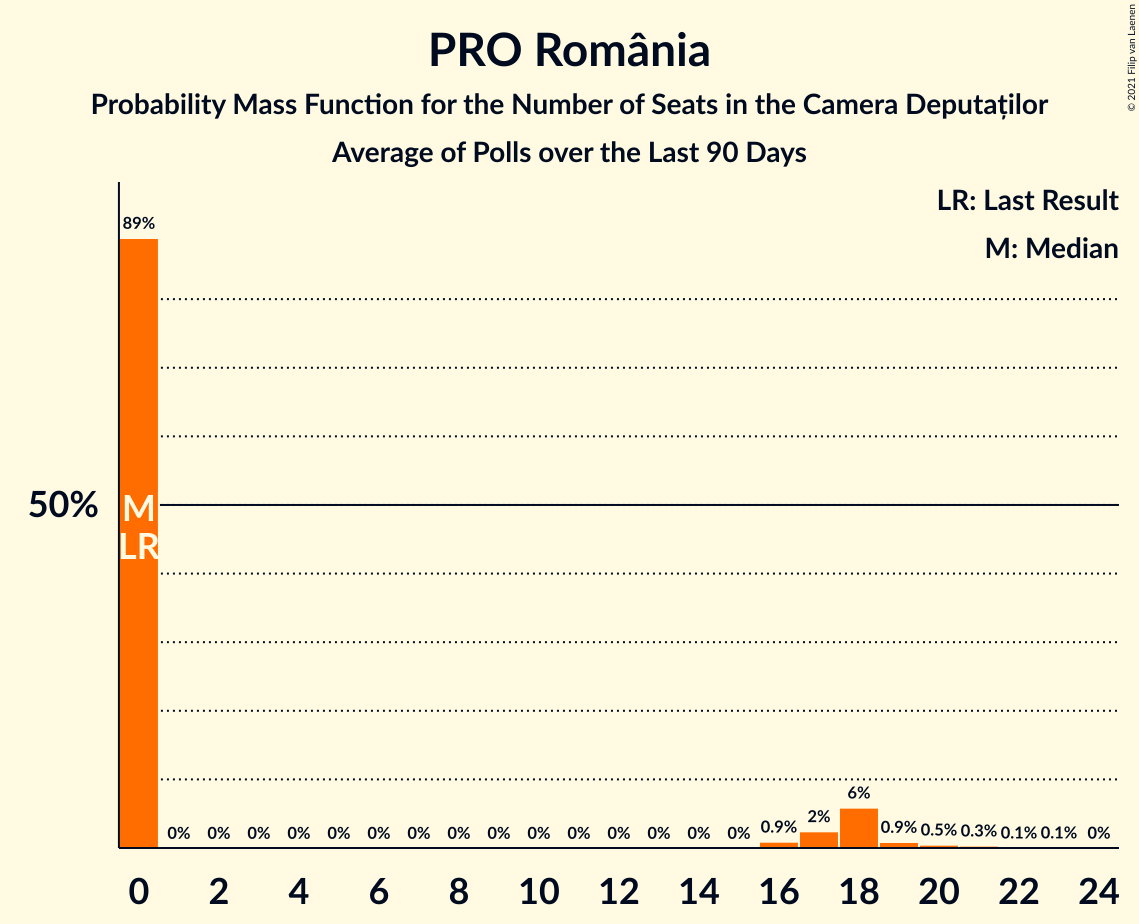 PRO România
Probability Mass Function for the Number of Seats in the Camera Deputaților
Average of Polls over the Last 90 Days
© 2021 Filip van Laenen
LR: Last Result
M: Median
89%
50%
M
LR
0% 0% 0% 0% 0% 0% 0% 0% 0% 0% 0% 0% 0% 0% 0% 0.9% 2% 6% 0.9% 0.5% 0.3% 0.1% 0.1% 0%
0 2 4 6 8 10 12 14 16 18 20 22 24